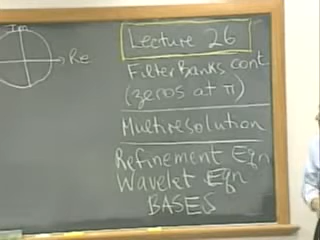 Im
Re
Lecture 26
Filter Banks cont.
(zeros at π)
Multiresolution
Refinement Eqn
Wavelet Eqn
BASES